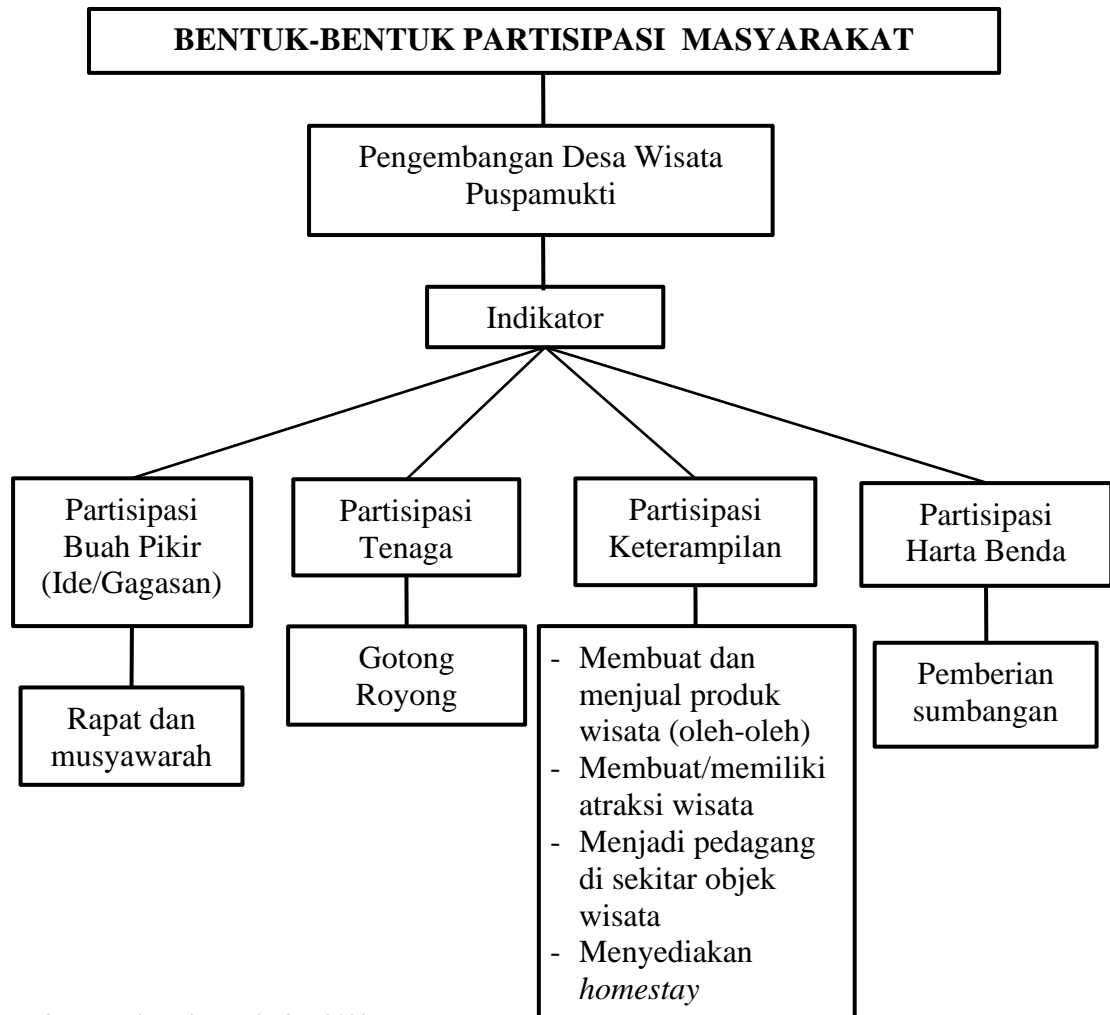 BENTUK-BENTUK PARTISIPASI MASYARAKAT
Pengembangan Desa Wisata
Puspamukti
Indikator
Partisipasi
Buah Pikir
(Ide/Gagasan)
Partisipasi
Tenaga
Partisipasi
Keterampilan
Partisipasi
Harta Benda
Rapat dan
musyawarah
Gotong
Royong
- Membuat dan
menjual produk
wisata (oleh-oleh)
- Membuat/memiliki
atraksi wisata
- Menjadi pedagang
di sekitar objek
wisata
- Menyediakan
homestay
Pemberian
sumbangan